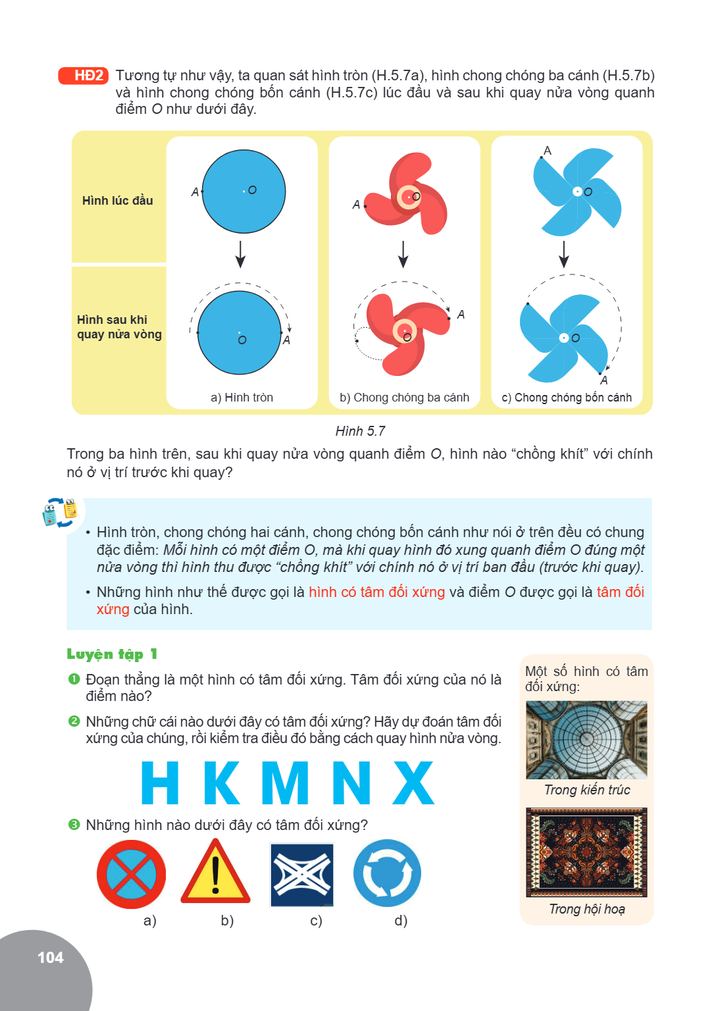 HĐ2 Tương tự như vậy, ta quan sát hình tròn (H.5.7a), hình chong chóng ba cánh (H.5.7b)
và hình chong chóng bốn cánh (H.5.7c) lúc đầu và sau khi quay nửa vòng quanh
điểm O như dưới đây.
Hình lúc đầu
A O
A O
A O
Hình sau khi
quay nửa vòng
O A
O A
O A
a) Hình tròn
b) Chong chóng ba cánh
c) Chong chóng bốn cánh
Hình 5.7
Trong ba hình trên, sau khi quay nửa vòng quanh điểm O, hình nào “chồng khít” với chính
nó ở vị trí trước khi quay?
• Hình tròn, chong chóng hai cánh, chong chóng bốn cánh như nói ở trên đều có chung
đặc điểm: Mỗi hình có một điểm O, mà khi quay hình đó xung quanh điểm O đúng một
nửa vòng thì hình thu được “chồng khít” với chính nó ở vị trí ban đầu (trước khi quay).
• Những hình như thế được gọi là hình có tâm đối xứng và điểm O được gọi là tâm đối
xứng của hình.
Luyện tập 1
1 Đoạn thẳng là một hình có tâm đối xứng. Tâm đối xứng của nó là
điểm nào?
2 Những chữ cái nào dưới đây có tâm đối xứng? Hãy dự đoán tâm đối
xứng của chúng, rồi kiểm tra điều đó bằng cách quay hình nửa vòng.
H K M N X
3 Những hình nào dưới đây có tâm đối xứng?
a) b) c) d)
Một số hình có tâm
đối xứng:
Trong kiến trúc
Trong hội hoạ
104